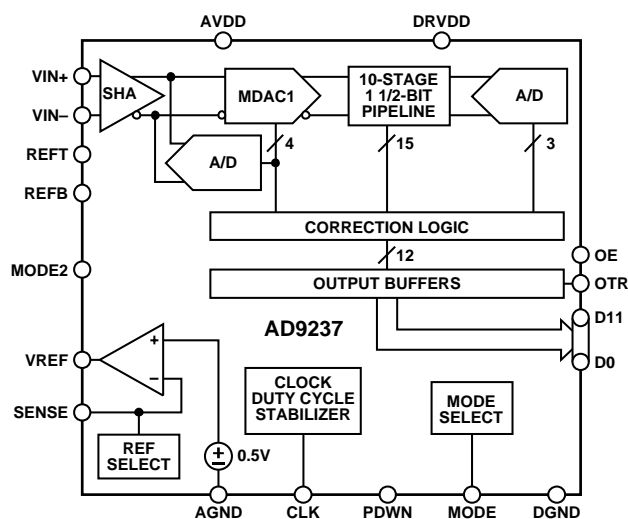 AVDD
DRVDD
VIN+
VIN–
REFT
REFB
MODE2
VREF
SENSE
SHA
MDAC1
10-STAGE
1 1/2-BIT
PIPELINE
A/D
A/D
4
15
3
CORRECTION LOGIC
12
OUTPUT BUFFERS
OE
OTR
D11
D0
AD9237
+
–
REF
SELECT
+
–
0.5V
CLOCK
DUTY CYCLE
STABILIZER
MODE
SELECT
AGND
CLK
PDWN
MODE
DGND